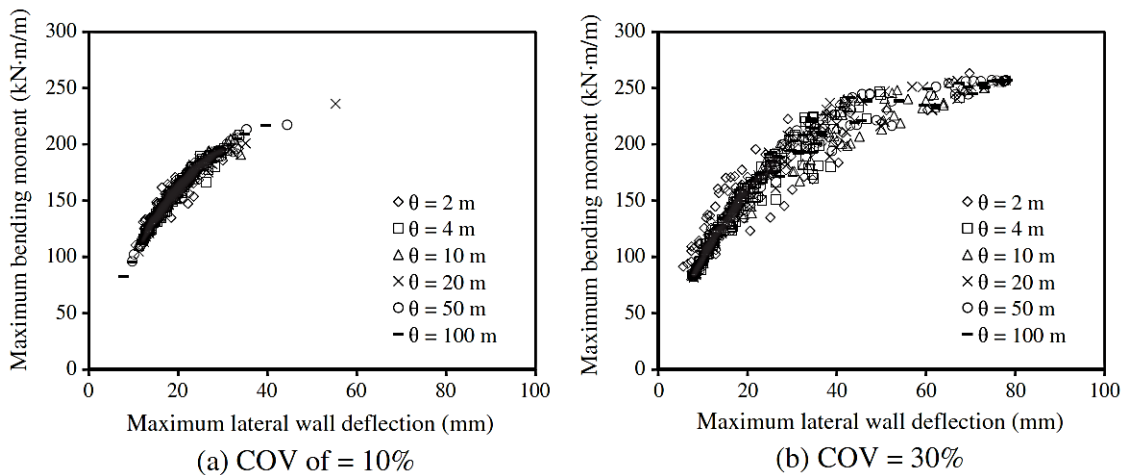 Maximum bending moment (kN·m/m)
300
250
200
150
100
50
0
0 20 40 60 80 100
Maximum lateral wall deflection (mm)
θ = 2 m
θ = 4 m
θ = 10 m
θ = 20 m
θ = 50 m
θ = 100 m
(a) COV of = 10%
Maximum bending moment (kN·m/m)
300
250
200
150
100
50
0
0 20 40 60 80 100
Maximum lateral wall deflection (mm)
θ = 2 m
θ = 4 m
θ = 10 m
θ = 20 m
θ = 50 m
θ = 100 m
(b) COV = 30%